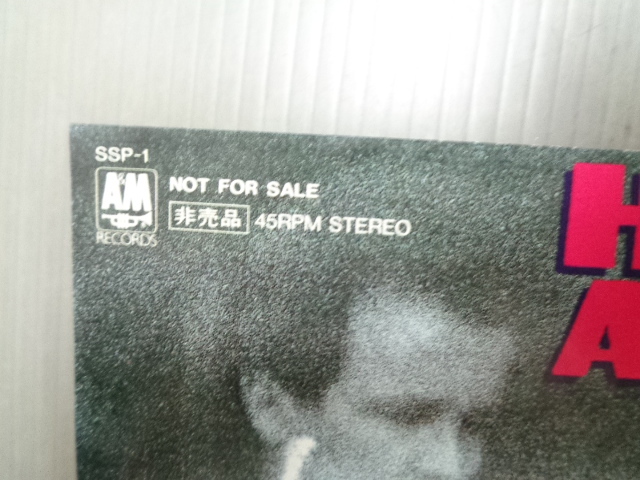 SSP-1
A&M
RECORDS
NOT FOR SALE
非売品 45RPM STEREO
H
A